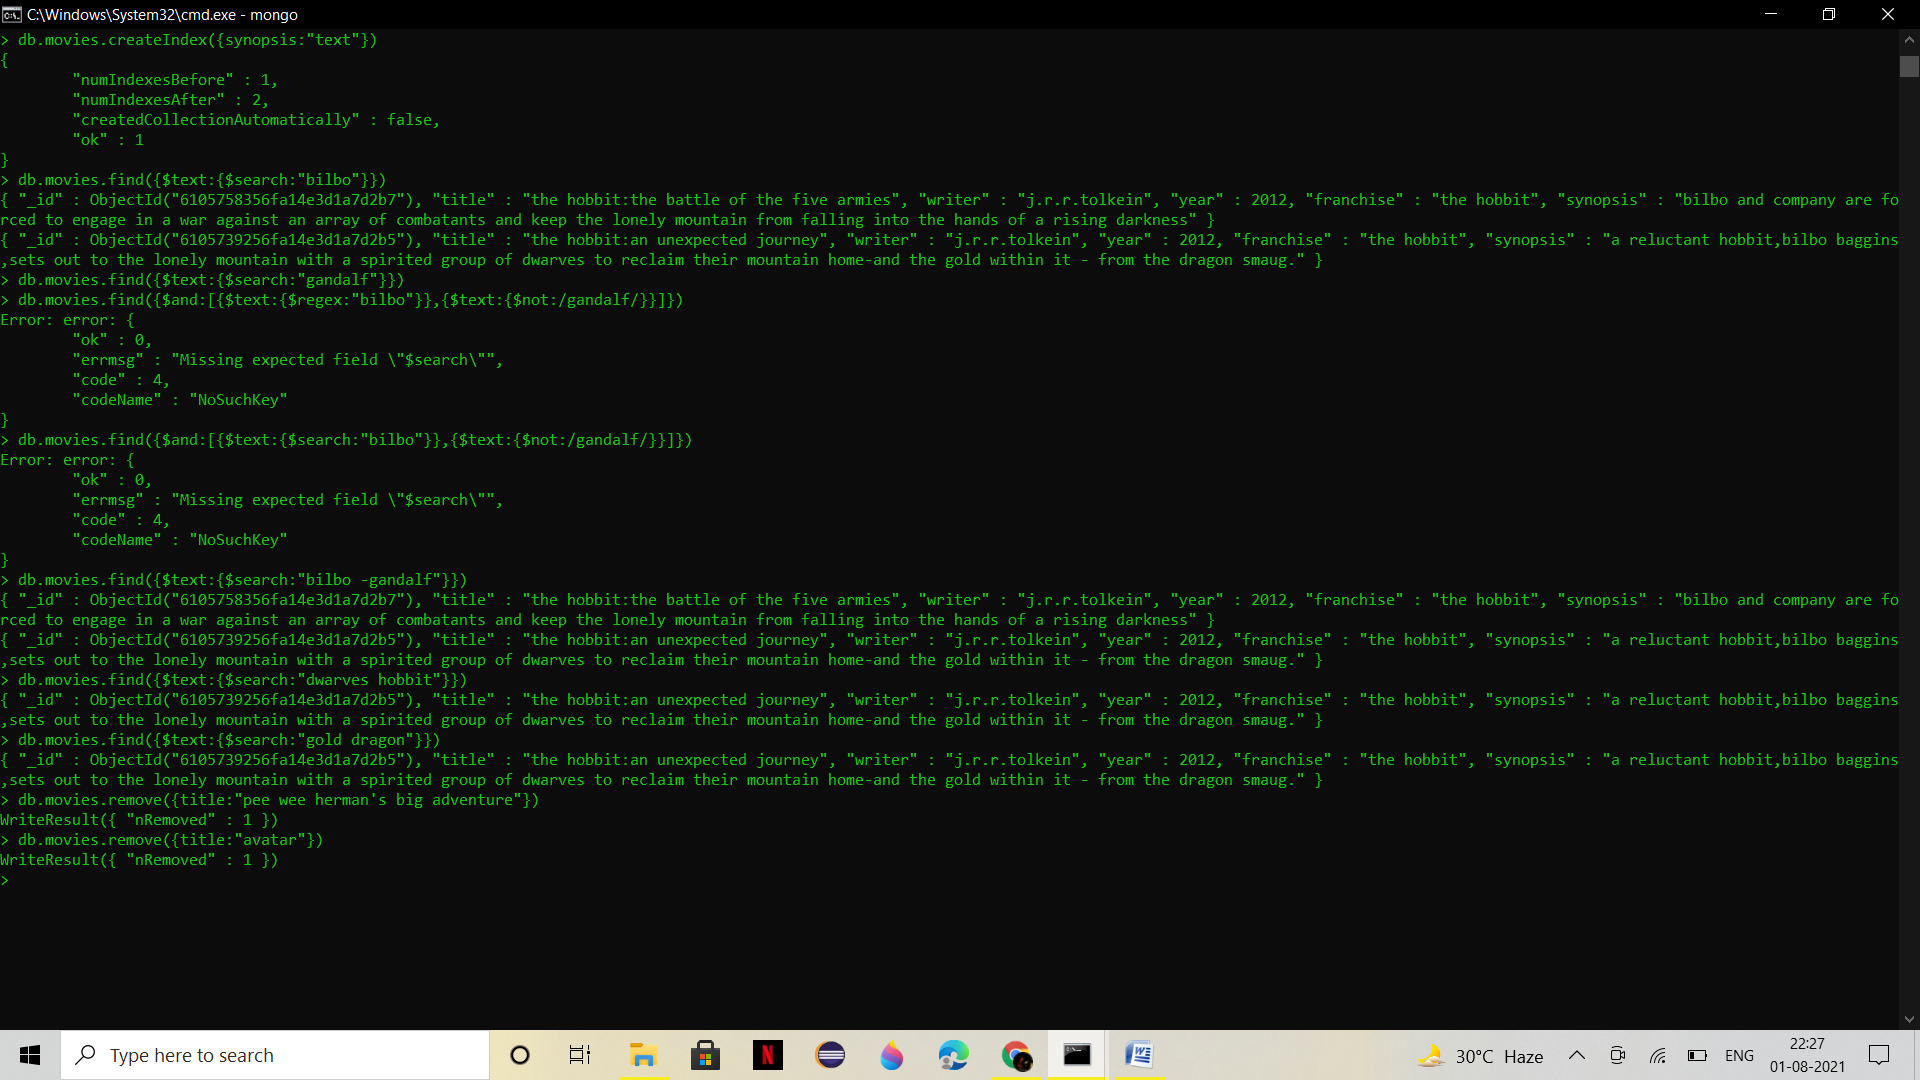 C:\Windows\System32\cmd.exe - mongo
> db.movies.createIndex({synopsis:"text"})
{
        "numIndexesBefore" : 1,
        "numIndexesAfter" : 2,
        "createdCollectionAutomatically" : false,
        "ok" : 1
}
> db.movies.find({$text:{$search:"bilbo"}})
{ "_id" : ObjectId("6105758356fa14e3d1a7d2b7"), "title" : "the hobbit:the battle of the five armies", "writer" : "j.r.r.tolkein", "year" : 2012, "franchise" : "the hobbit", "synopsis" : "bilbo and company are fo
rced to engage in a war against an array of combatants and keep the lonely mountain from falling into the hands of a rising darkness" }
{ "_id" : ObjectId("6105739256fa14e3d1a7d2b5"), "title" : "the hobbit:an unexpected journey", "writer" : "j.r.r.tolkein", "year" : 2012, "franchise" : "the hobbit", "synopsis" : "a reluctant hobbit,bilbo baggins
,sets out to the lonely mountain with a spirited group of dwarves to reclaim their mountain home-and the gold within it - from the dragon smaug." }
> db.movies.find({$text:{$search:"gandalf"}})
> db.movies.find({$and:[{$text:{$regex:"bilbo"}},{$text:{$not:/gandalf/}}]})
Error: error: {
        "ok" : 0,
        "errmsg" : "Missing expected field \"$search\"",
        "code" : 4,
        "codeName" : "NoSuchKey"
}
> db.movies.find({$and:[{$text:{$search:"bilbo"}},{$text:{$not:/gandalf/}}]})
Error: error: {
        "ok" : 0,
        "errmsg" : "Missing expected field \"$search\"",
        "code" : 4,
        "codeName" : "NoSuchKey"
}
> db.movies.find({$text:{$search:"bilbo -gandalf"}})
{ "_id" : ObjectId("6105758356fa14e3d1a7d2b7"), "title" : "the hobbit:the battle of the five armies", "writer" : "j.r.r.tolkein", "year" : 2012, "franchise" : "the hobbit", "synopsis" : "bilbo and company are fo
rced to engage in a war against an array of combatants and keep the lonely mountain from falling into the hands of a rising darkness" }
{ "_id" : ObjectId("6105739256fa14e3d1a7d2b5"), "title" : "the hobbit:an unexpected journey", "writer" : "j.r.r.tolkein", "year" : 2012, "franchise" : "the hobbit", "synopsis" : "a reluctant hobbit,bilbo baggins
,sets out to the lonely mountain with a spirited group of dwarves to reclaim their mountain home-and the gold within it - from the dragon smaug." }
> db.movies.find({$text:{$search:"dwarves hobbit"}})
{ "_id" : ObjectId("6105739256fa14e3d1a7d2b5"), "title" : "the hobbit:an unexpected journey", "writer" : "j.r.r.tolkein", "year" : 2012, "franchise" : "the hobbit", "synopsis" : "a reluctant hobbit,bilbo baggins
,sets out to the lonely mountain with a spirited group of dwarves to reclaim their mountain home-and the gold within it - from the dragon smaug." }
> db.movies.find({$text:{$search:"gold dragon"}})
{ "_id" : ObjectId("6105739256fa14e3d1a7d2b5"), "title" : "the hobbit:an unexpected journey", "writer" : "j.r.r.tolkein", "year" : 2012, "franchise" : "the hobbit", "synopsis" : "a reluctant hobbit,bilbo baggins
,sets out to the lonely mountain with a spirited group of dwarves to reclaim their mountain home-and the gold within it - from the dragon smaug." }
> db.movies.remove({title:"pee wee herman's big adventure"})
WriteResult({ "nRemoved" : 1 })
> db.movies.remove({title:"avatar"})
WriteResult({ "nRemoved" : 1 })
>
Type here to search
30°C Haze
ENG
22:27
01-08-2021